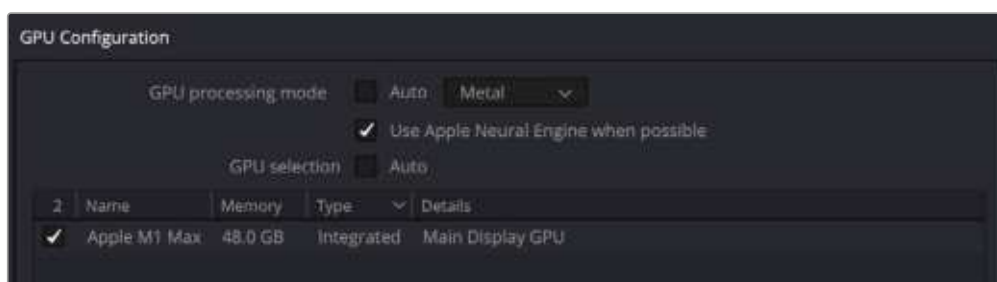 GPU Configuration
GPU processing mode Auto Metal
Use Apple Neural Engine when possible
GPU selection Auto
2 Name Memory Type Details
Apple M1 Max 48.0 GB Integrated Main Display GPU